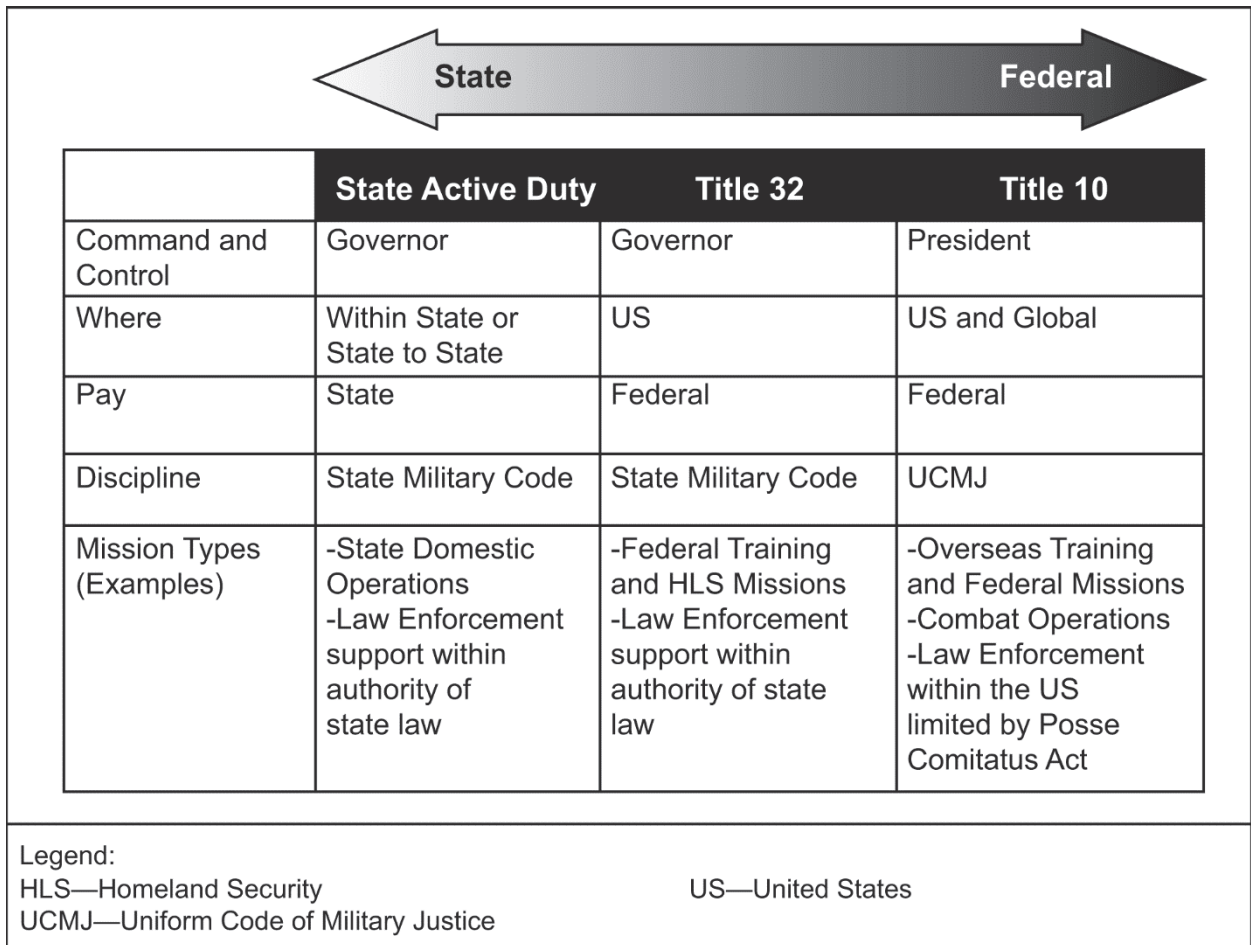 State Federal
State Active Duty Title 32 Title 10
Command and
Control
Governor
Governor
President
Where
Within State or
State to State
US
US and Global
Pay
State
Federal
Federal
Discipline
State Military Code
State Military Code
UCMJ
Mission Types
(Examples)
-State Domestic
Operations
-Law Enforcement
support within
authority of
state law
-Federal Training
and HLS Missions
-Law Enforcement
support within
authority of state
law
-Overseas Training
and Federal Missions
-Combat Operations
-Law Enforcement
within the US
limited by Posse
Comitatus Act
Legend:
HLS—Homeland Security
US—United States
UCMJ—Uniform Code of Military Justice